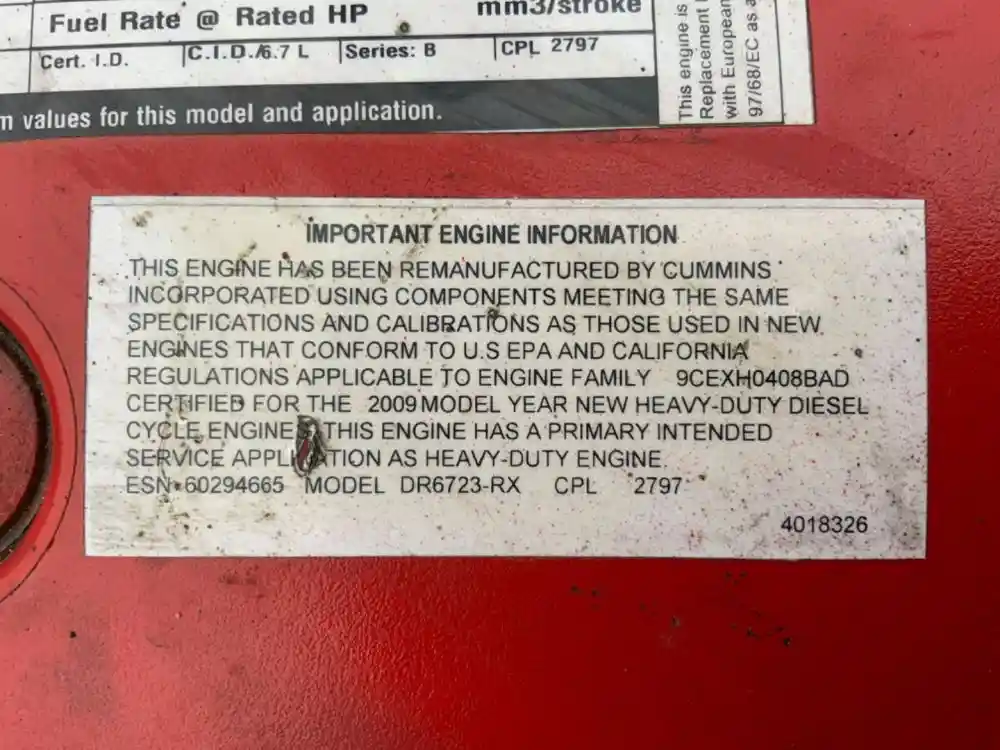 Fuel Rate @ Rated HP mm3/stroke
Cert. I.D. C.I.D./6.7 L Series: B CPL 2797
m values for this model and application.
This engine is
Replacement
with European
97/68/EC as a
IMPORTANT ENGINE INFORMATION
THIS ENGINE HAS BEEN REMANUFACTURED BY CUMMINS
INCORPORATED USING COMPONENTS MEETING THE SAME
SPECIFICATIONS AND CALIBRATIONS AS THOSE USED IN NEW
ENGINES THAT CONFORM TO U.S EPA AND CALIFORNIA
REGULATIONS APPLICABLE TO ENGINE FAMILY 9CEXH0408BAD
CERTIFIED FOR THE 2009 MODEL YEAR NEW HEAVY-DUTY DIESEL
CYCLE ENGINES THIS ENGINE HAS A PRIMARY INTENDED
SERVICE APPLICATION AS HEAVY-DUTY ENGINE.
ESN 60294665 MODEL DR6723-RX CPL 2797
4018326